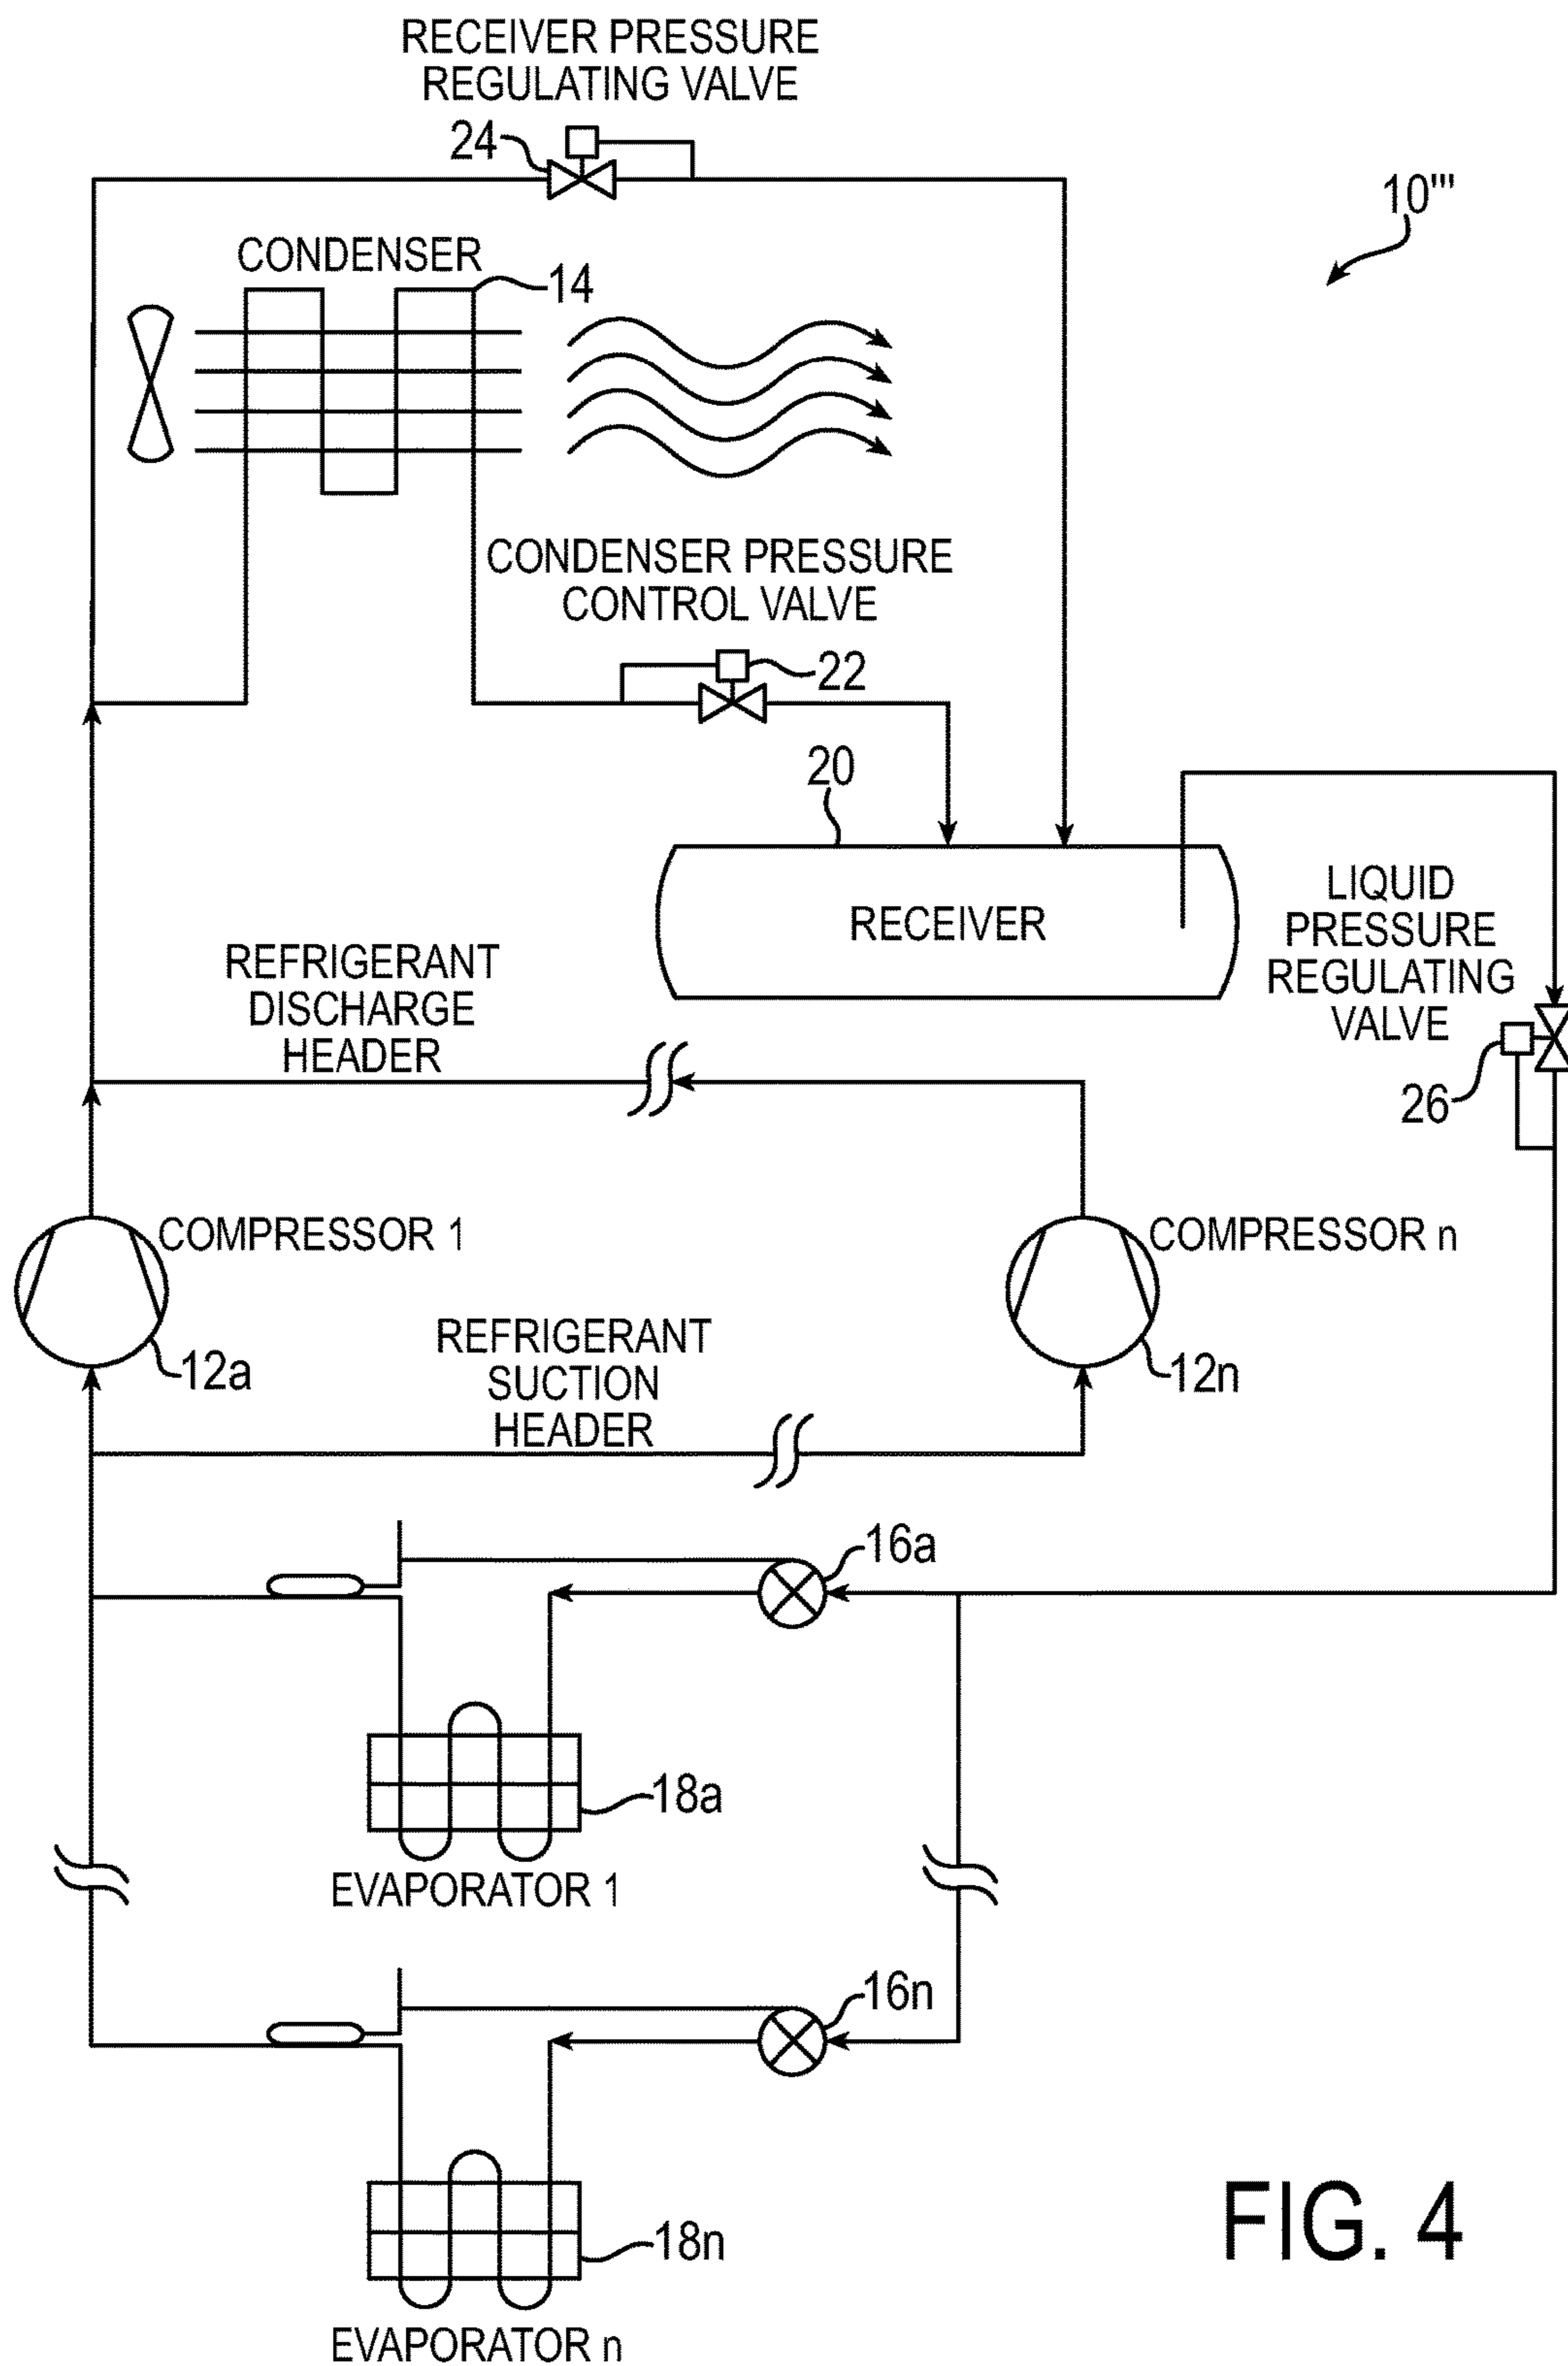 RECEIVER PRESSURE
REGULATING VALVE
24
10'''
CONDENSER
14
CONDENSER PRESSURE
CONTROL VALVE
22
20
RECEIVER
LIQUID
PRESSURE
REGULATING
VALVE
26
REFRIGERANT
DISCHARGE
HEADER
COMPRESSOR 1
COMPRESSOR n
12a
12n
REFRIGERANT
SUCTION
HEADER
16a
18a
EVAPORATOR 1
16n
18n
EVAPORATOR n
FIG. 4